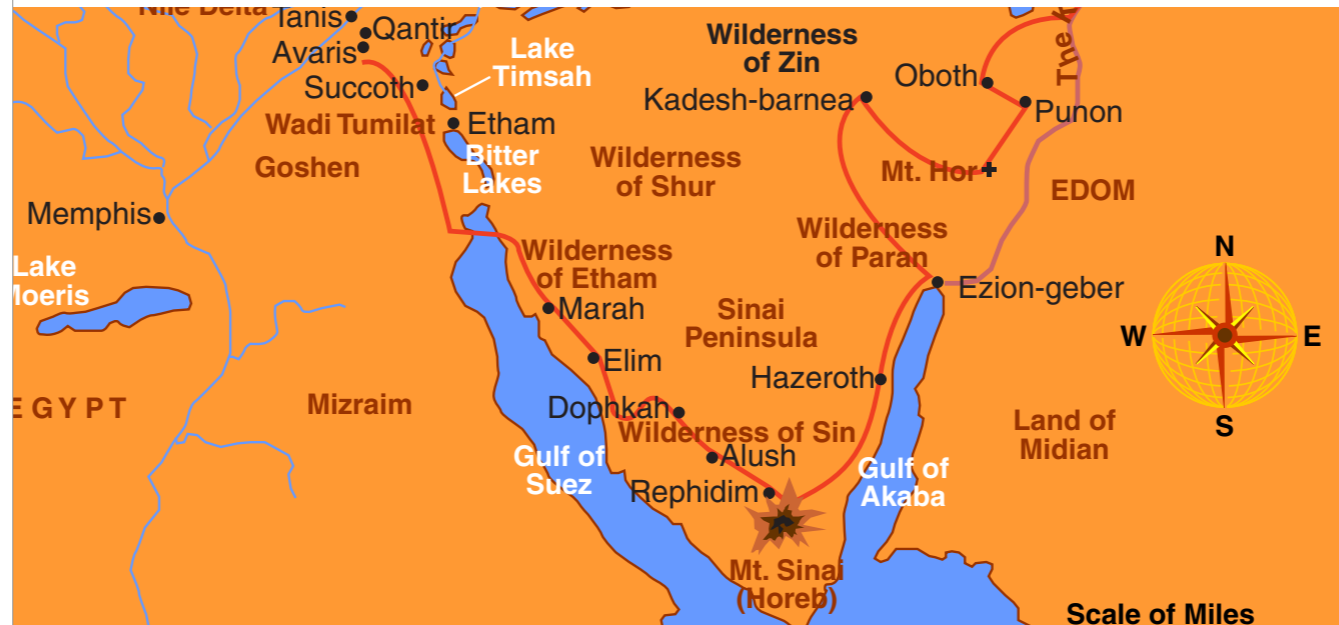 Nile Delta
Tanis
Qantir
Avaris
Lake
Timsah
Succoth
Wadi Tumilat
Etham
Goshen
Bitter
Lakes
Wilderness
of Zin
Kadesh-barnea
Oboth
Punon
Wilderness
of Shur
Mt. Hor
EDOM
Memphis
Lake
Moeris
Wilderness
of Etham
Wilderness
of Paran
Ezion-geber
Marah
Sinai
Peninsula
Elim
Hazeroth
EGYPT
Mizraim
Dophkah
Wilderness of Sin
Land of
Midian
Gulf of
Suez
Alush
Gulf of
Akaba
Rephidim
Mt. Sinai
(Horeb)
N
W
E
S
Scale of Miles
The